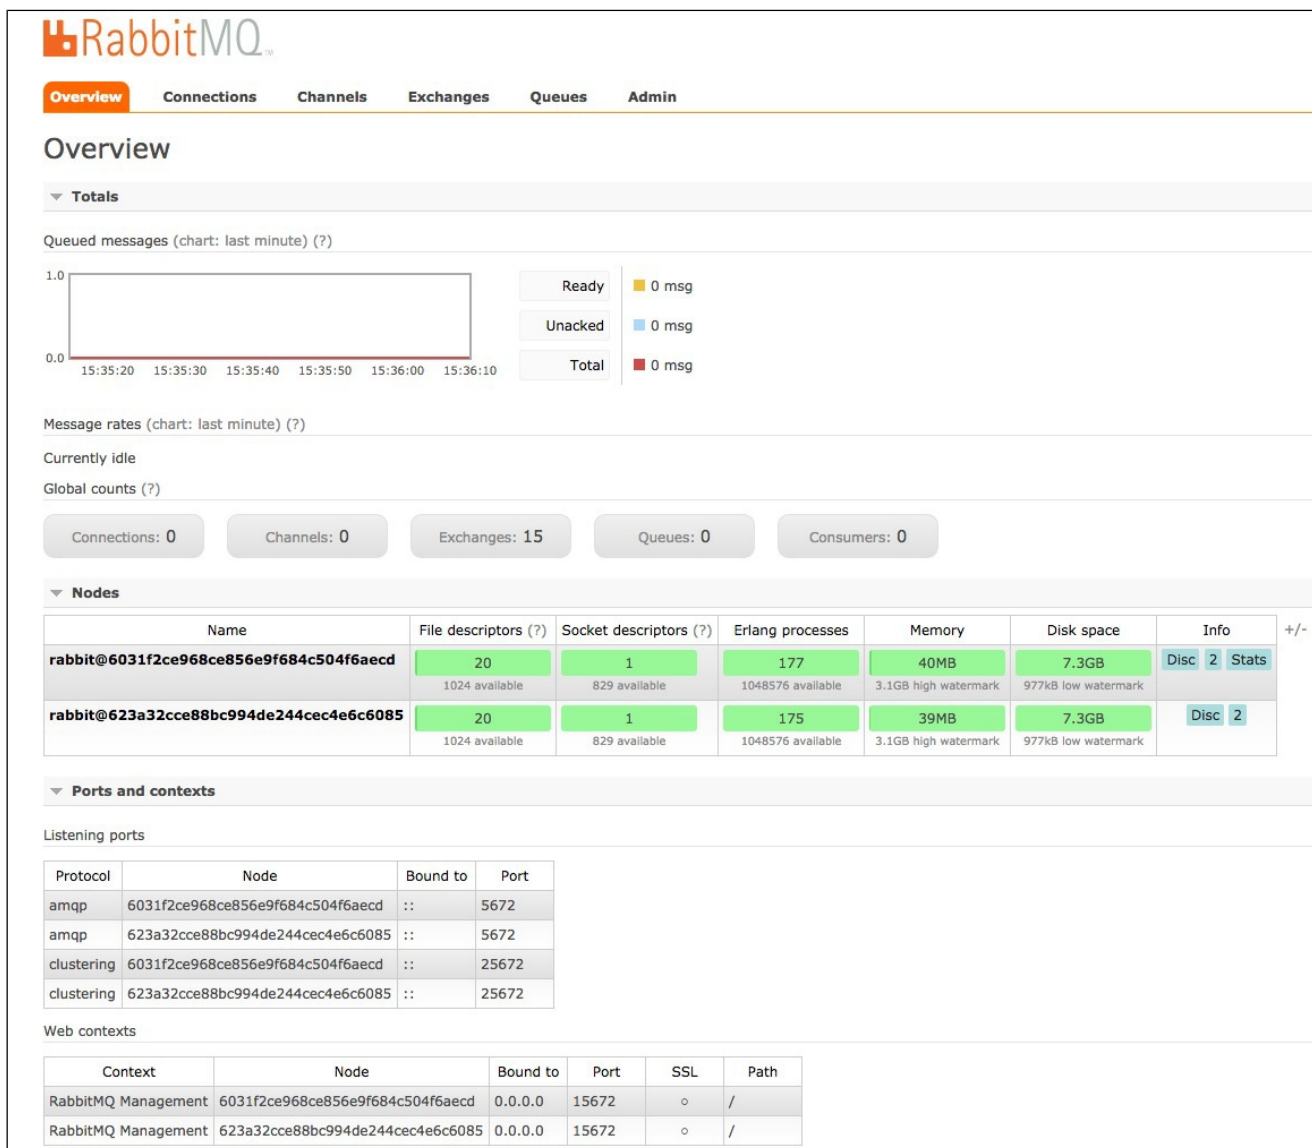 RabbitMQ™
Overview Connections Channels Exchanges Queues Admin
Overview
Totals
Queued messages (chart: last minute) (?)
1.0
0.0
15:35:20 15:35:30 15:35:40 15:35:50 15:36:00 15:36:10
Ready 0 msg
Unacked 0 msg
Total 0 msg
Message rates (chart: last minute) (?)
Currently idle
Global counts (?)
Connections: 0 Channels: 0 Exchanges: 15 Queues: 0 Consumers: 0
Nodes
Name File descriptors (?) Socket descriptors (?) Erlang processes Memory Disk space Info +/-
rabbit@6031f2ce968ce856e9f684c504f6aecd 20 1 177 40MB 7.3GB Disc 2 Stats
1024 available 829 available 1048576 available 3.1GB high watermark 977kB low watermark
rabbit@623a32cce88bc994de244cec4e6c6085 20 1 175 39MB 7.3GB Disc 2
1024 available 829 available 1048576 available 3.1GB high watermark 977kB low watermark
Ports and contexts
Listening ports
Protocol Node Bound to Port
amqp 6031f2ce968ce856e9f684c504f6aecd :: 5672
amqp 623a32cce88bc994de244cec4e6c6085 :: 5672
clustering 6031f2ce968ce856e9f684c504f6aecd :: 25672
clustering 623a32cce88bc994de244cec4e6c6085 :: 25672
Web contexts
Context Node Bound to Port SSL Path
RabbitMQ Management 6031f2ce968ce856e9f684c504f6aecd 0.0.0.0 15672 ○ /
RabbitMQ Management 623a32cce88bc994de244cec4e6c6085 0.0.0.0 15672 ○ /